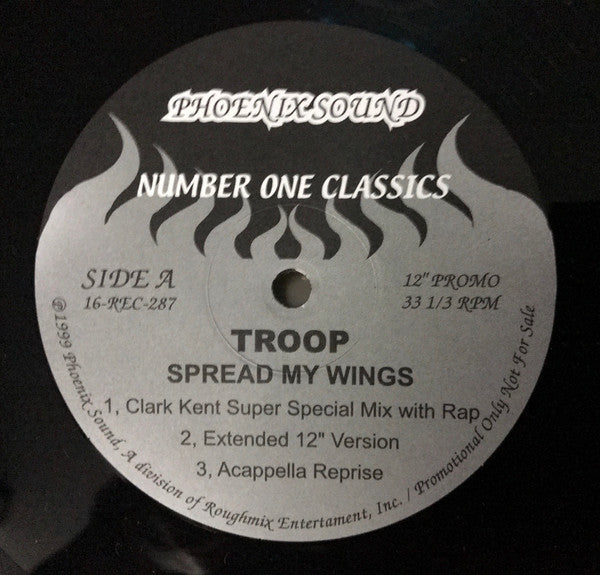 PHOENIX SOUND
NUMBER ONE CLASSICS
SIDE A
16-REC-287
12" PROMO
33 1/3 RPM
TROOP
SPREAD MY WINGS
1, Clark Kent Super Special Mix with Rap
2, Extended 12" Version
3, Acappella Reprise
℗1999 Phoenix Sound, A division of Roughmix Entertament, Inc. / Promotional Only Not For Sale